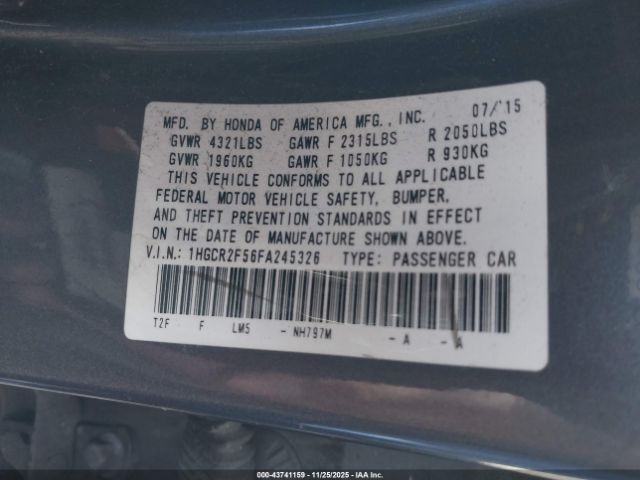 MFD. BY HONDA OF AMERICA MFG., INC. 07/'15
GVWR 4321LBS GAWR F 2315LBS R 2050LBS
GVWR 1960KG GAWR F 1050KG R 930KG
THIS VEHICLE CONFORMS TO ALL APPLICABLE
FEDERAL MOTOR VEHICLE SAFETY, BUMPER,
AND THEFT PREVENTION STANDARDS IN EFFECT
ON THE DATE OF MANUFACTURE SHOWN ABOVE.
V.I.N.: 1HGCR2F56FA245326 TYPE: PASSENGER CAR
T2F F LM5 - NH797M - A - A
000-43741159 11/25/2025 IAA Inc.